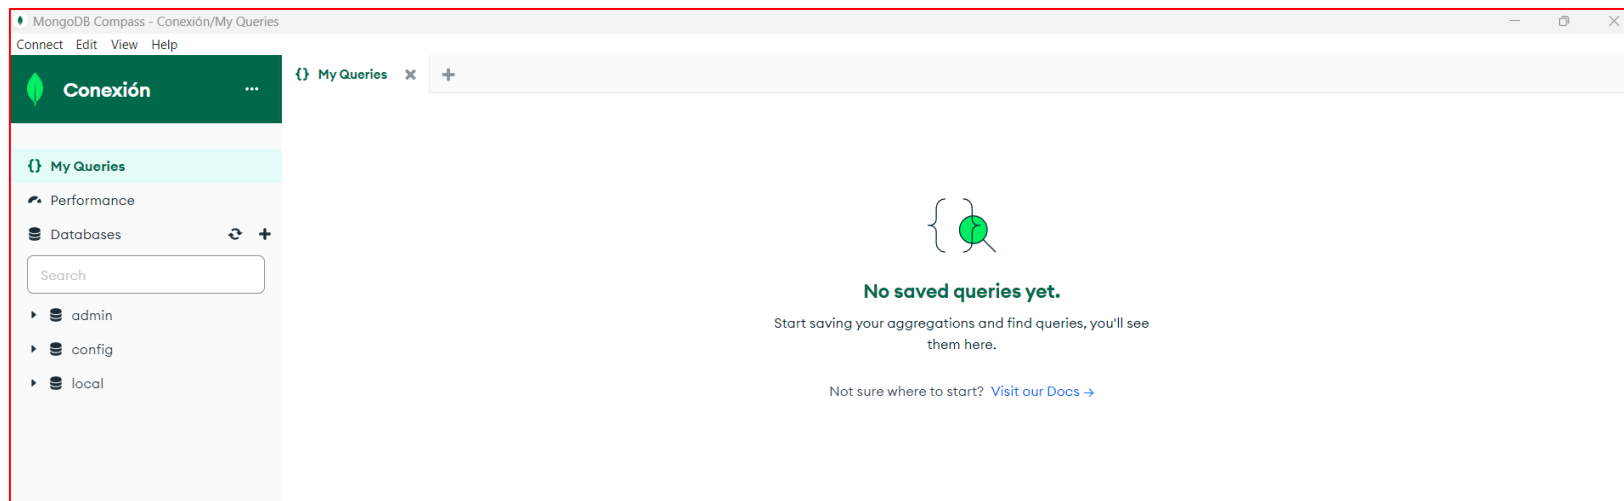 MongoDB Compass - Conexión/My Queries
Connect Edit View Help
Conexión
My Queries
Performance
Databases
Search
admin
config
local
{} My Queries
No saved queries yet.
Start saving your aggregations and find queries, you'll see
them here.
Not sure where to start? Visit our Docs →